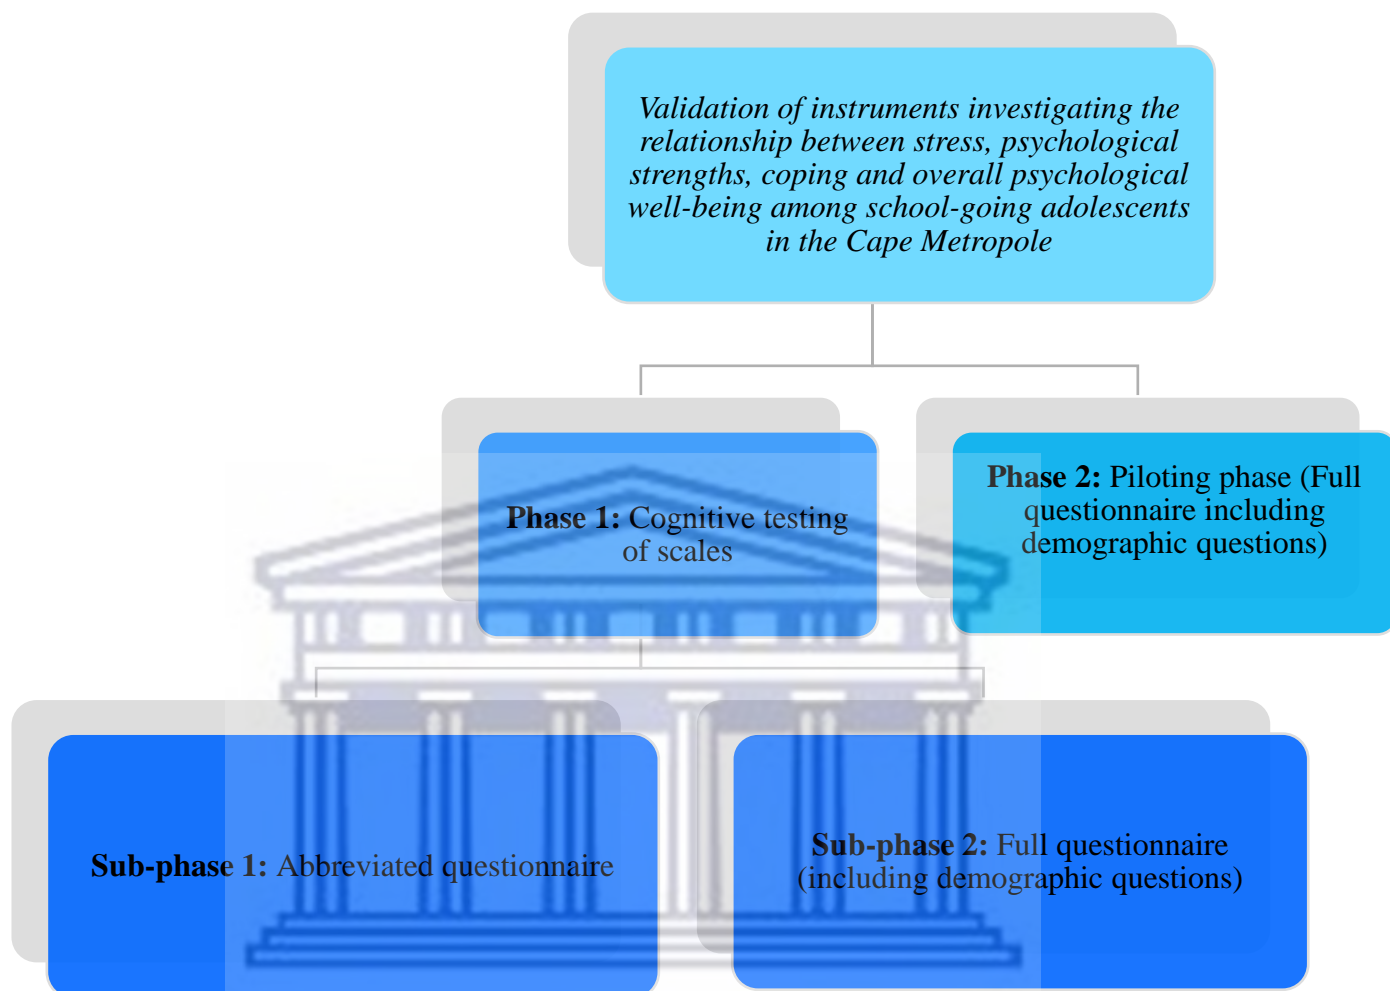 Validation of instruments investigating the
relationship between stress, psychological
strengths, coping and overall psychological
well-being among school-going adolescents
in the Cape Metropole
Phase 1: Cognitive testing
of scales
Phase 2: Piloting phase (Full
questionnaire including
demographic questions)
Sub-phase 1: Abbreviated questionnaire
Sub-phase 2: Full questionnaire
(including demographic questions)